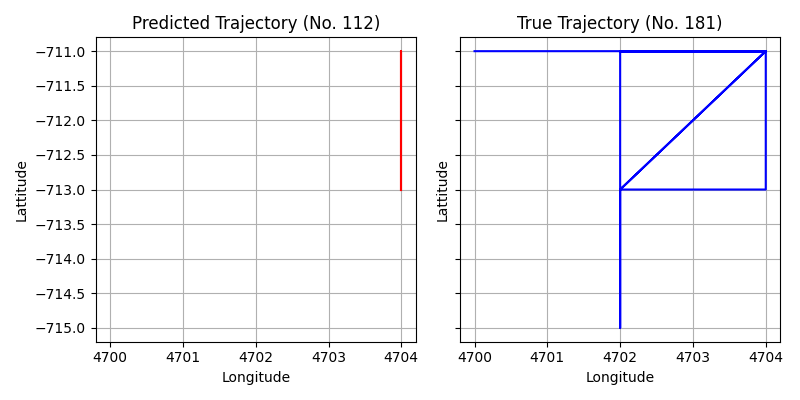 Predicted Trajectory (No. 112)
True Trajectory (No. 181)
Lattitude
−711.0
−711.5
−712.0
−712.5
−713.0
−713.5
−714.0
−714.5
−715.0
4700 4701 4702 4703 4704
Longitude
Lattitude
4700 4701 4702 4703 4704
Longitude